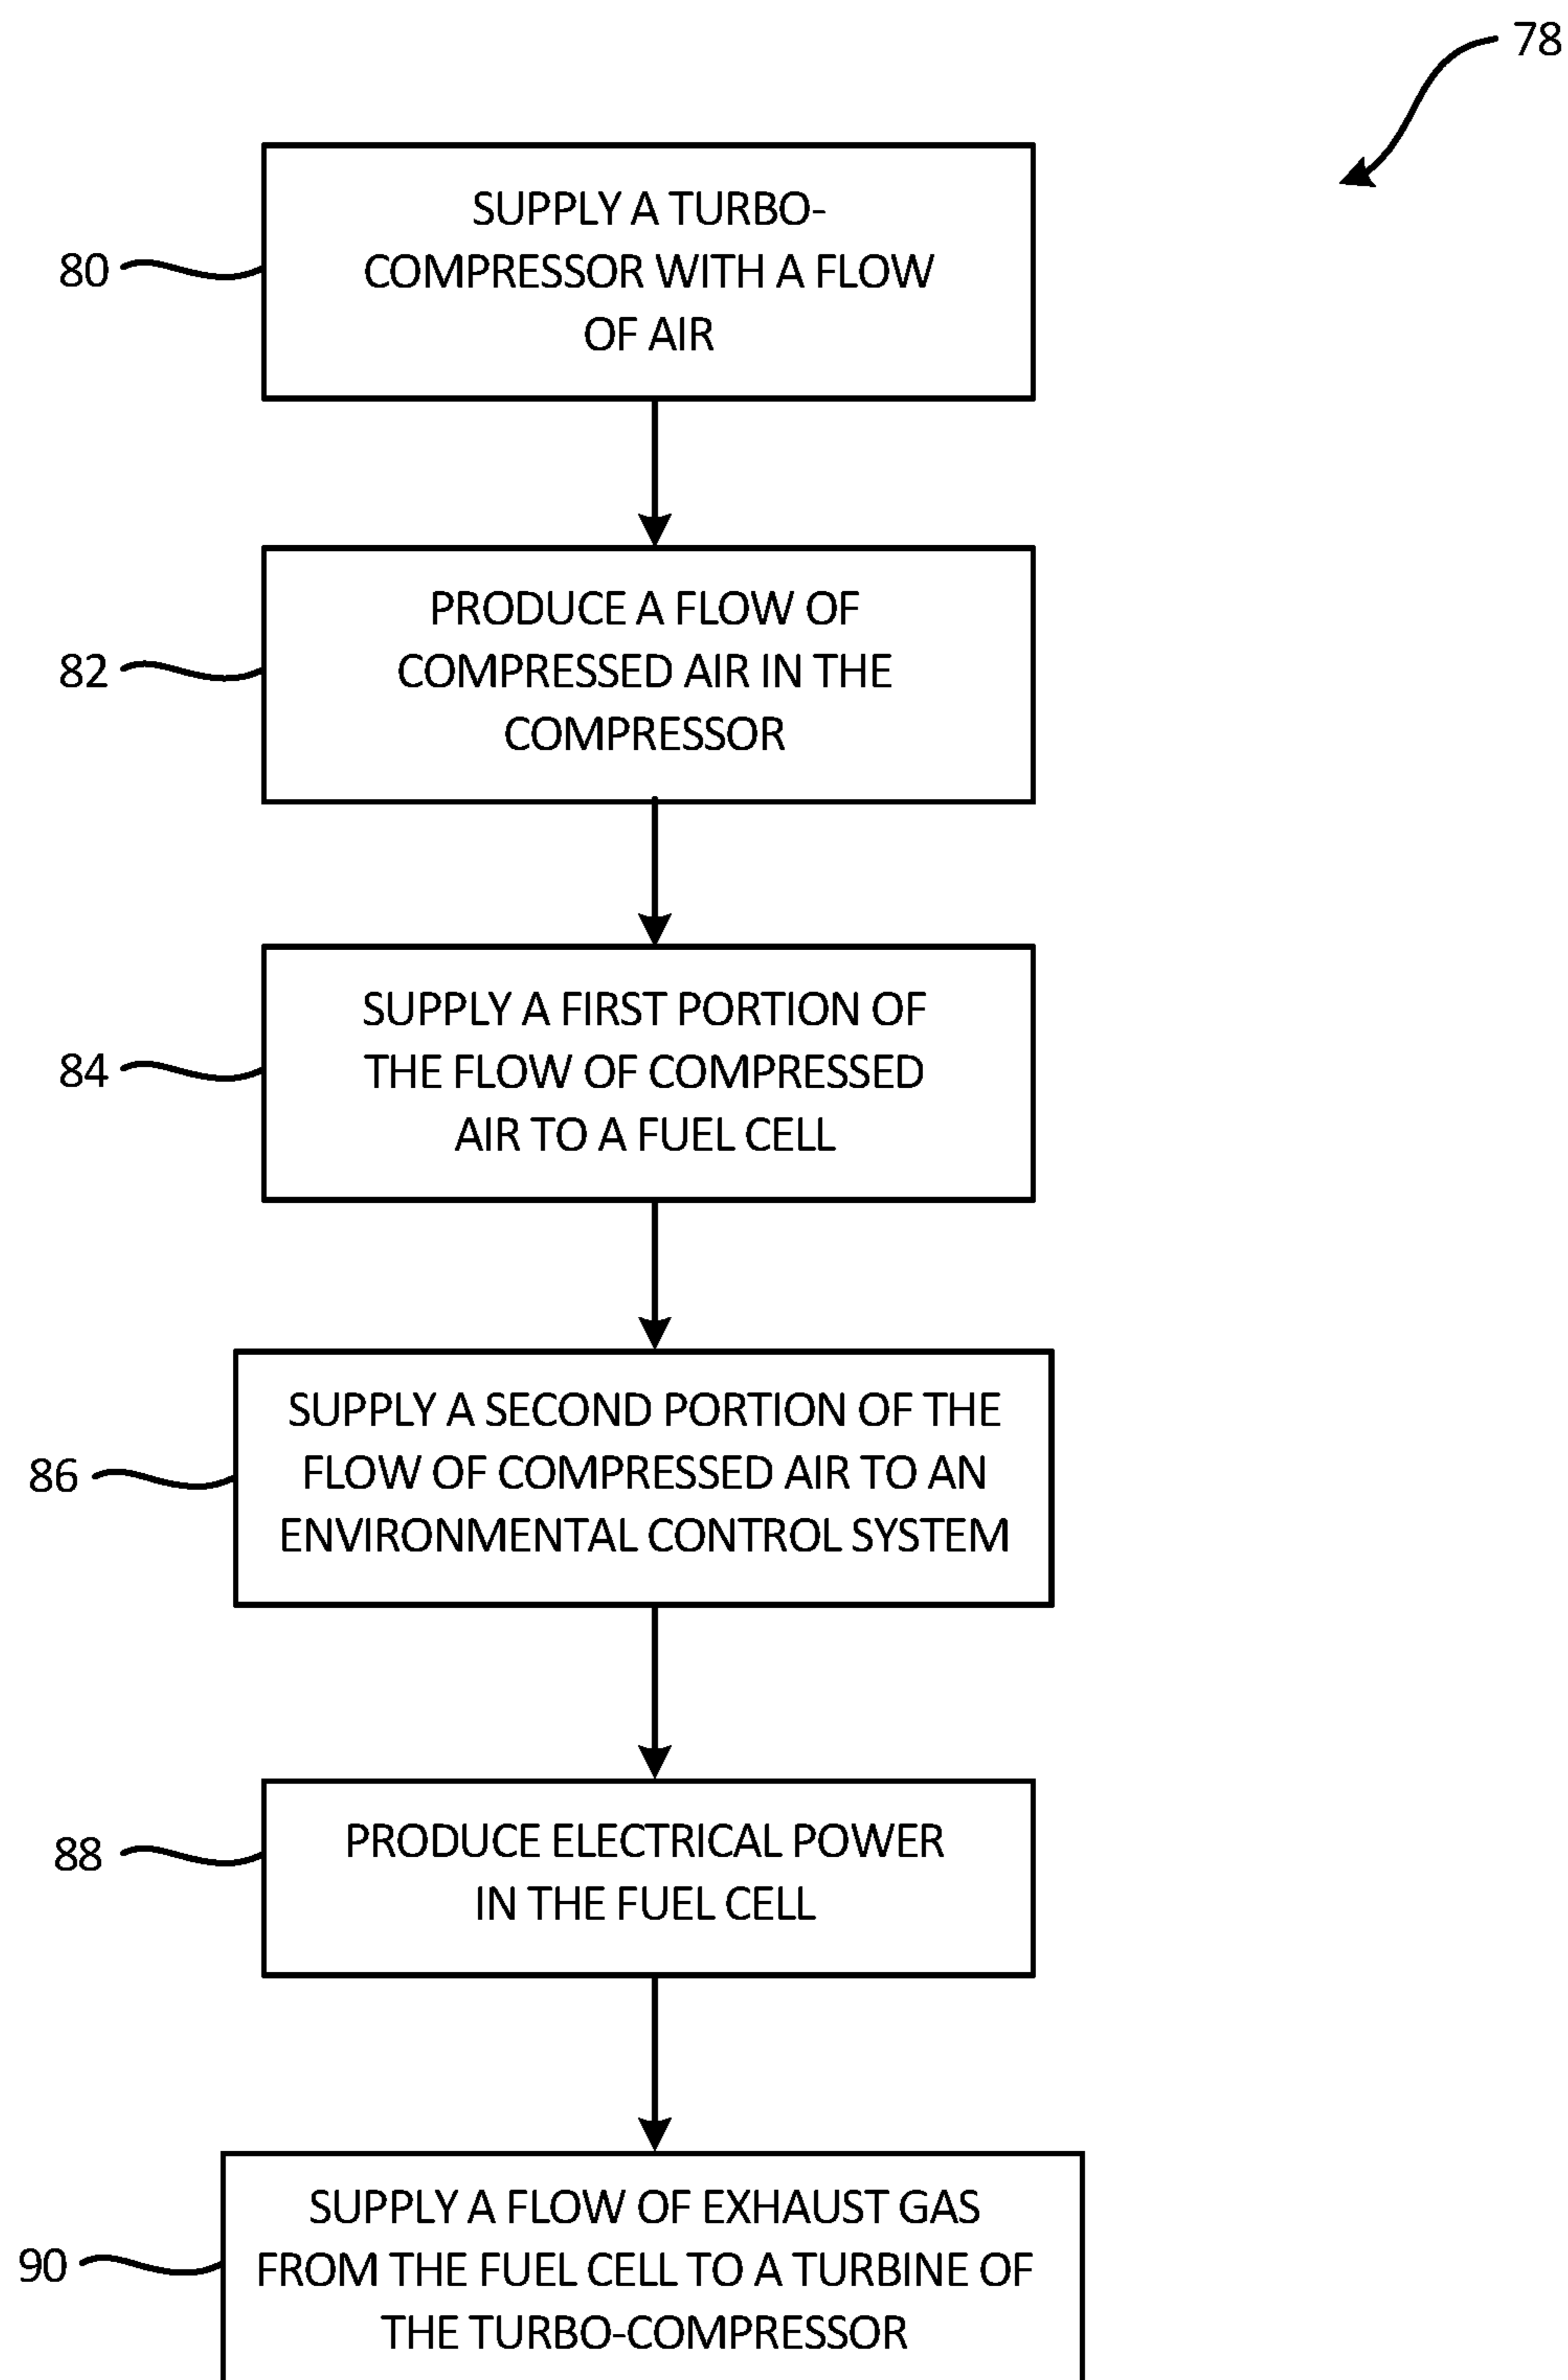 78
SUPPLY A TURBO-
80
COMPRESSOR WITH A FLOW
OF AIR
PRODUCE A FLOW OF
82
COMPRESSED AIR IN THE
COMPRESSOR
SUPPLY A FIRST PORTION OF
84
THE FLOW OF COMPRESSED
AIR TO A FUEL CELL
SUPPLY A SECOND PORTION OF THE
86
FLOW OF COMPRESSED AIR TO AN
ENVIRONMENTAL CONTROL SYSTEM
88
PRODUCE ELECTRICAL POWER
IN THE FUEL CELL
SUPPLY A FLOW OF EXHAUST GAS
90
FROM THE FUEL CELL TO A TURBINE OF
THE TURBO-COMPRESSOR